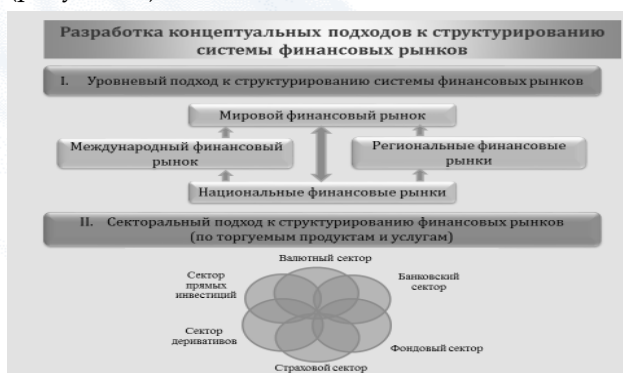 Разработка концептуальных подходов к структурированию
системы финансовых рынков
I. Уровневый подход к структурированию системы финансовых рынков
Мировой финансовый рынок
Международный финансовый
рынок
Региональные финансовые
рынки
Национальные финансовые рынки
II. Секторальный подход к структурированию финансовых рынков
(по торгуемым продуктам и услугам)
Валютный сектор
Сектор
прямых
инвестиций
Банковский
сектор
Сектор
деривативов
Фондовый сектор
Страховой сектор